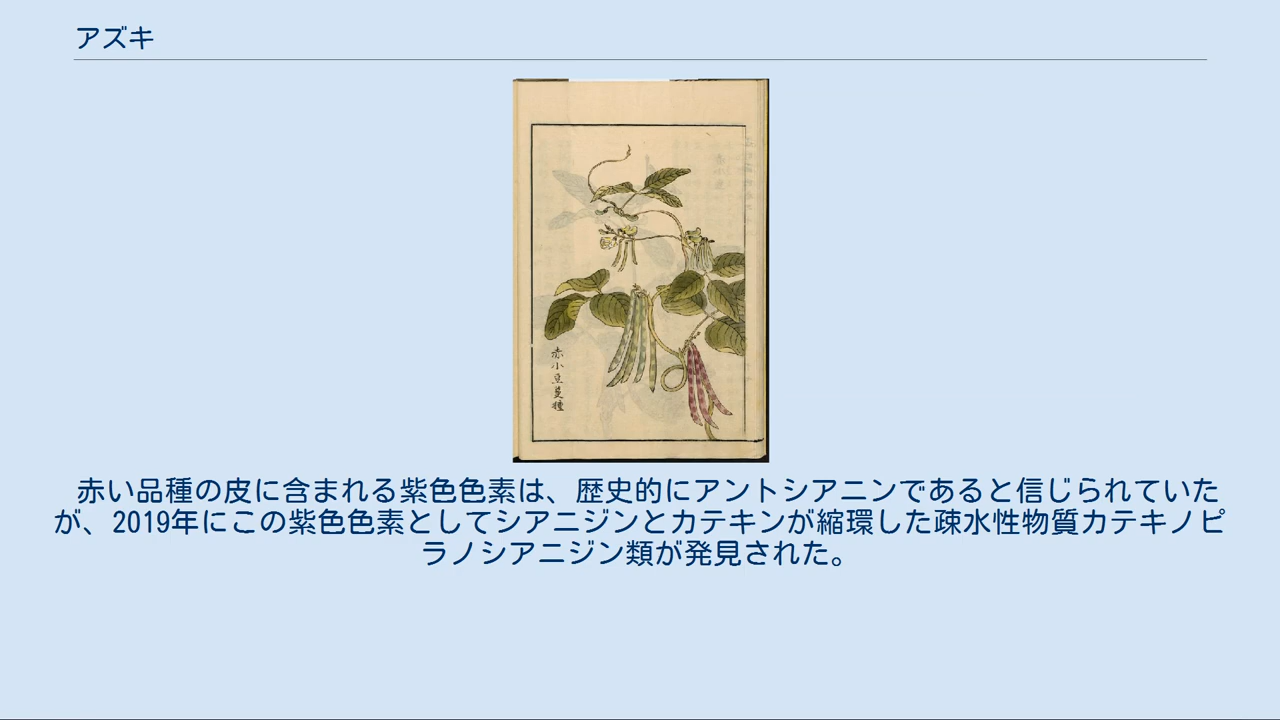 アズキ
赤小豆蔓種
赤い品種の皮に含まれる紫色色素は、歴史的にアントシアニンであると信じられていた
が、2019年にこの紫色色素としてシアニジンとカテキンが縮環した疎水性物質カテキノピ
ラノシアニジン類が発見された。